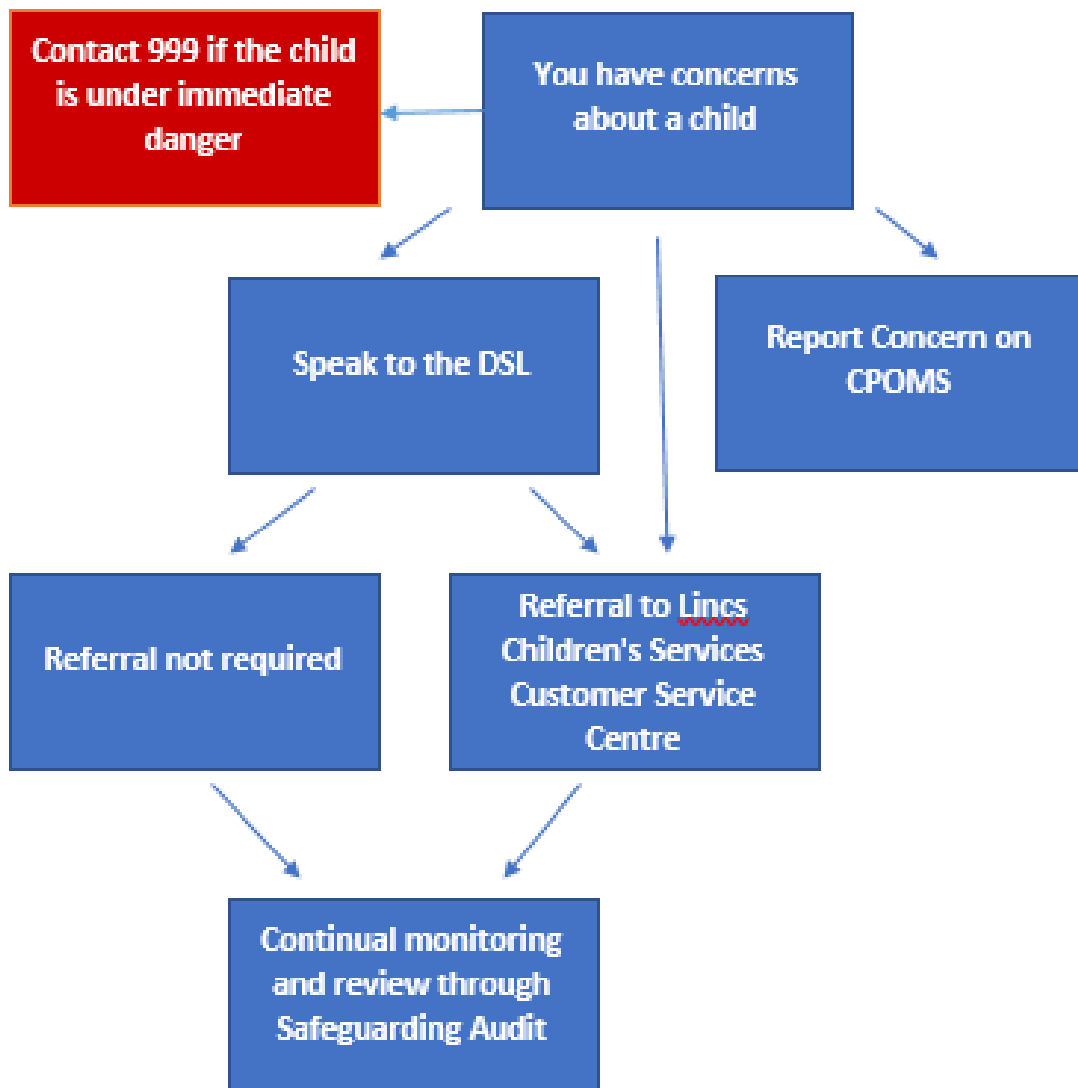 Contact 999 if the child
is under immediate
danger
You have concerns
about a child
Speak to the DSL
Report Concern on
CPOMS
Referral not required
Referral to Lincs
Children's Services
Customer Service
Centre
Continual monitoring
and review through
Safeguarding Audit